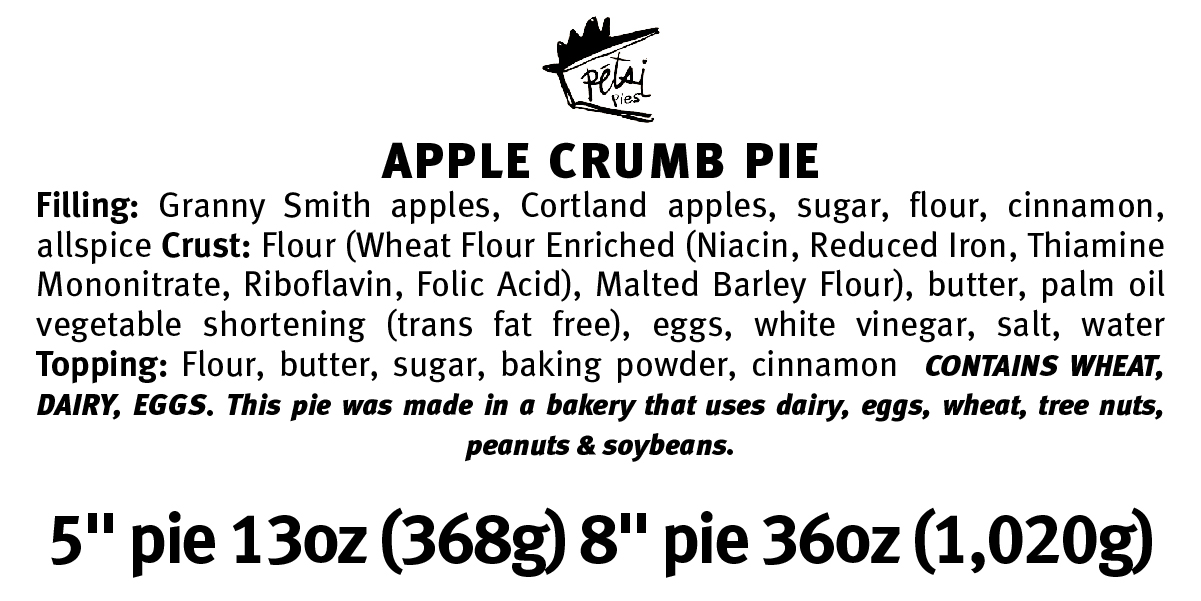 pétsi
pies
APPLE CRUMB PIE
Filling: Granny Smith apples, Cortland apples, sugar, flour, cinnamon,
allspice Crust: Flour (Wheat Flour Enriched (Niacin, Reduced Iron, Thiamine
Mononitrate, Riboflavin, Folic Acid), Malted Barley Flour), butter, palm oil
vegetable shortening (trans fat free), eggs, white vinegar, salt, water
Topping: Flour, butter, sugar, baking powder, cinnamon CONTAINS WHEAT,
DAIRY, EGGS. This pie was made in a bakery that uses dairy, eggs, wheat, tree nuts,
peanuts & soybeans.
5" pie 13oz (368g) 8" pie 36oz (1,020g)